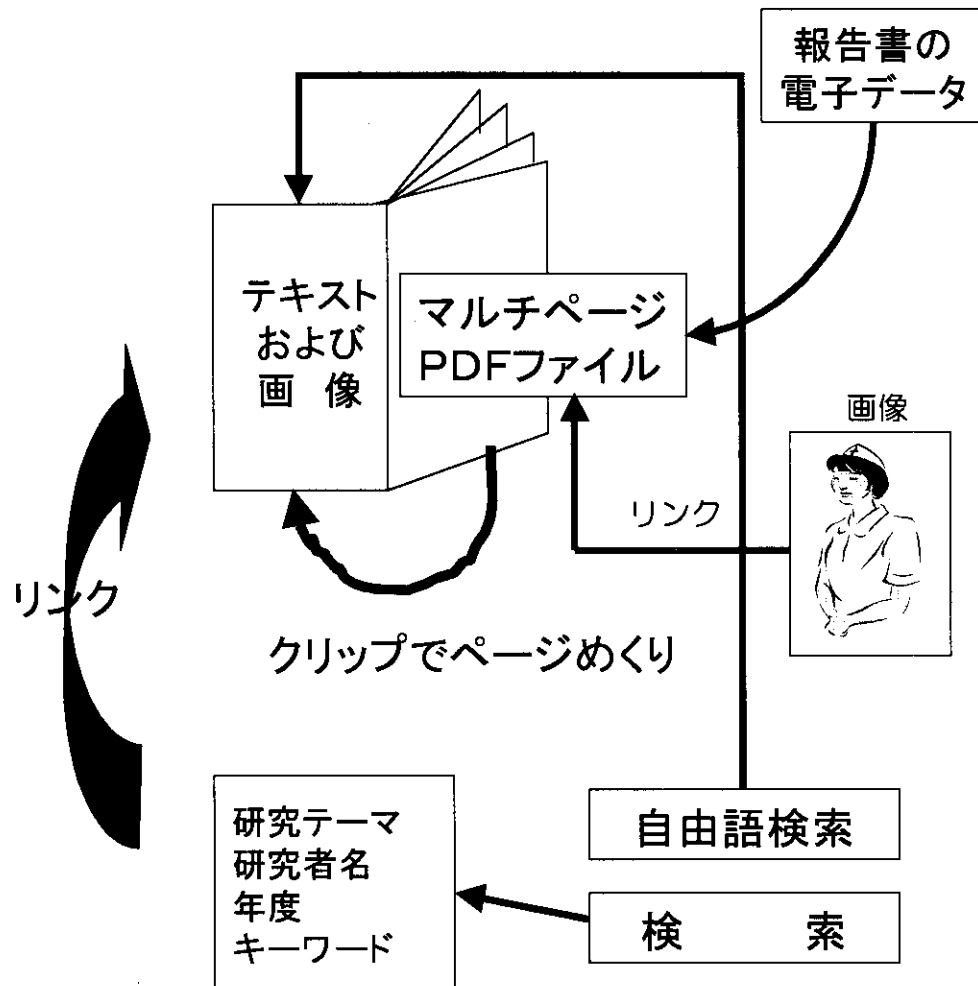 報告書の
電子データ
テキスト
および
画 像
マルチページ
PDFファイル
画像
リンク
リンク
クリップでページめくり
研究テーマ
研究者名
年度
キーワード
自由語検索
検 索